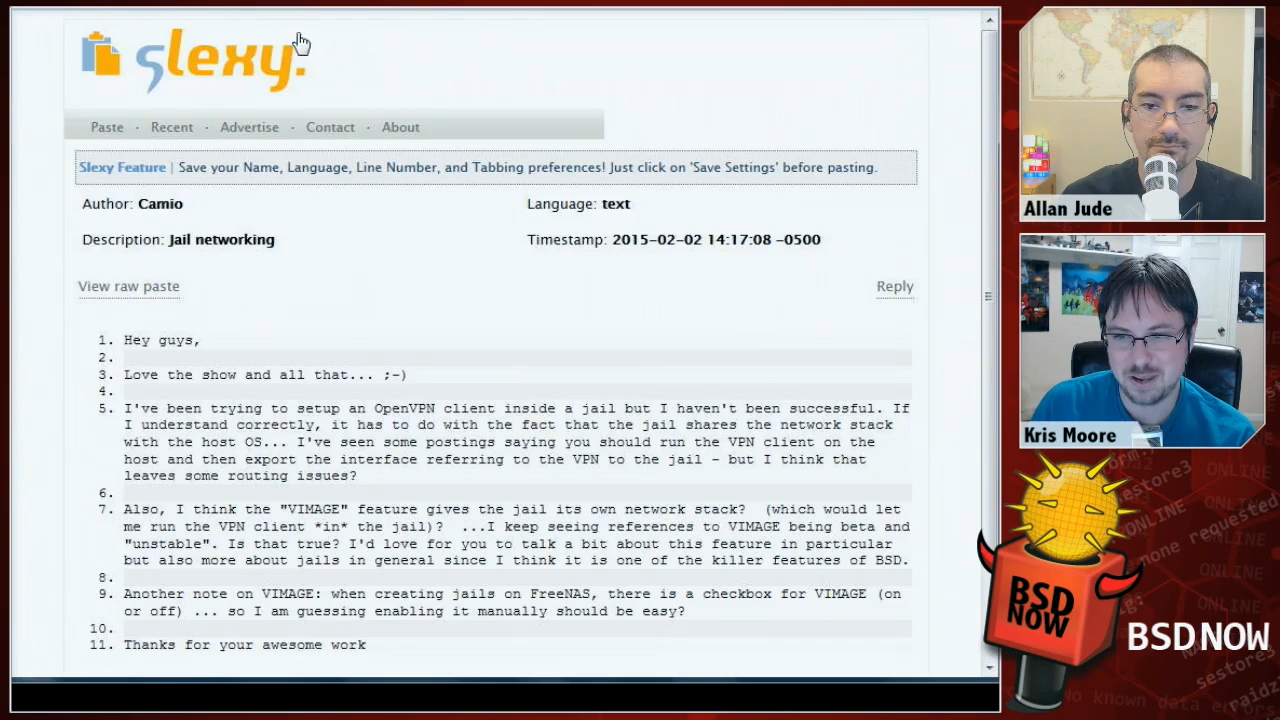 slexy.
Paste · Recent · Advertise · Contact · About
Slexy Feature | Save your Name, Language, Line Number, and Tabbing preferences! Just click on 'Save Settings' before pasting.
Author: Camio
Language: text
Description: Jail networking
Timestamp: 2015-02-02 14:17:08 -0500
View raw paste
Reply
1. Hey guys,
2.
3. Love the show and all that... ;-)
4.
5. I've been trying to setup an OpenVPN client inside a jail but I haven't been successful. If
I understand correctly, it has to do with the fact that the jail shares the network stack
with the host OS... I've seen some postings saying you should run the VPN client on the
host and then export the interface referring to the VPN to the jail - but I think that
leaves some routing issues?
6.
7. Also, I think the "VIMAGE" feature gives the jail its own network stack? (which would let
me run the VPN client *in* the jail)? ...I keep seeing references to VIMAGE being beta and
"unstable". Is that true? I'd love for you to talk a bit about this feature in particular
but also more about jails in general since I think it is one of the killer features of BSD.
8.
9. Another note on VIMAGE: when creating jails on FreeNAS, there is a checkbox for VIMAGE (on
or off) ... so I am guessing enabling it manually should be easy?
10.
11. Thanks for your awesome work
Allan Jude
Kris Moore
BSD
NOW
BSD NOW
ONLINE
ONLINE
none requested
ONLINE
ONLINE
No known data errors